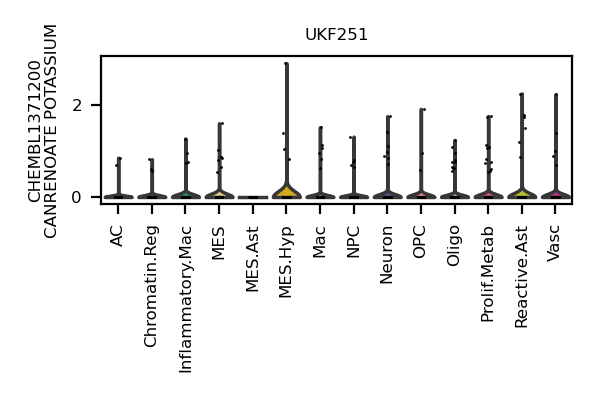 UKF251
CHEMBL1371200
CANRENOATE POTASSIUM
2
0
AC
Chromatin.Reg
Inflammatory.Mac
MES
MES.Ast
MES.Hyp
Mac
NPC
Neuron
OPC
Oligo
Prolif.Metab
Reactive.Ast
Vasc